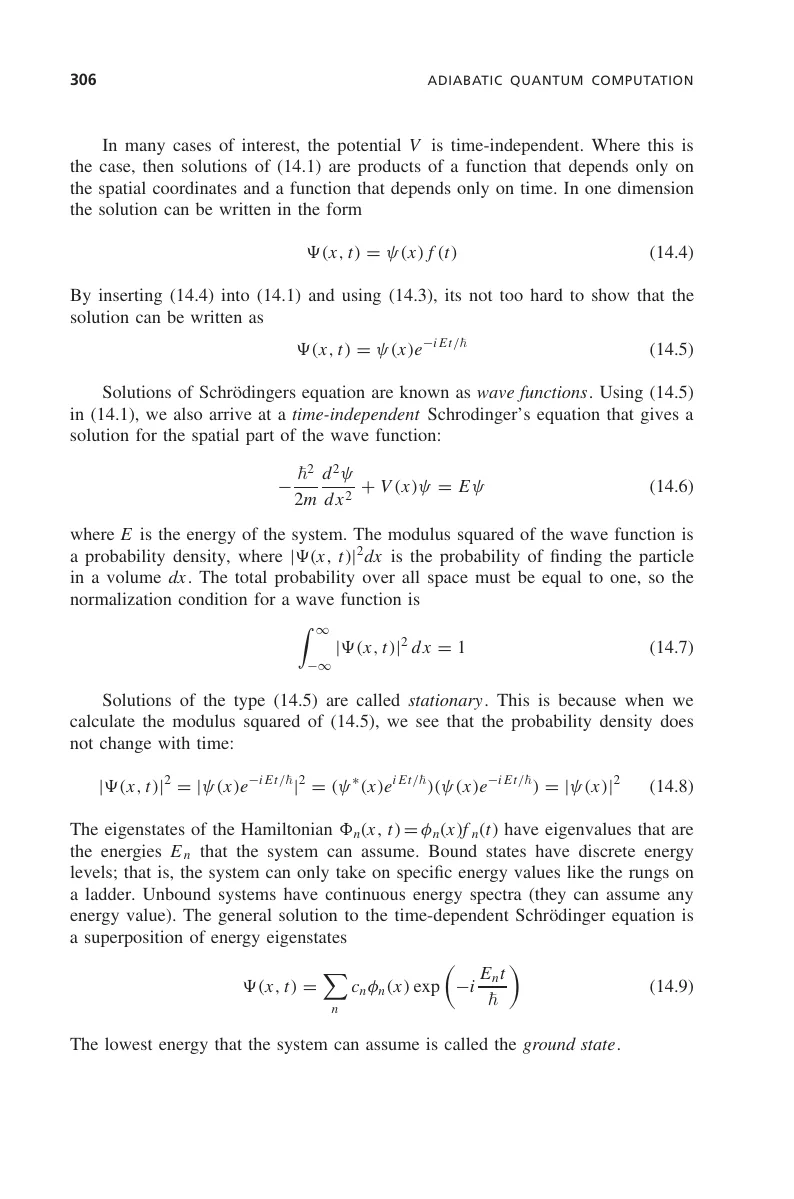 306 ADIABATIC QUANTUM COMPUTATION
In many cases of interest, the potential V is time-independent. Where this is
the case, then solutions of (14.1) are products of a function that depends only on
the spatial coordinates and a function that depends only on time. In one dimension
the solution can be written in the form
Ψ(x, t) = ψ(x)f(t) (14.4)
By inserting (14.4) into (14.1) and using (14.3), its not too hard to show that the
solution can be written as
Ψ(x, t) = ψ(x)e^{−iEt/ħ} (14.5)
Solutions of Schrödingers equation are known as wave functions. Using (14.5)
in (14.1), we also arrive at a time-independent Schrodinger's equation that gives a
solution for the spatial part of the wave function:
−\frac{ħ^2}{2m} \frac{d^2ψ}{dx^2} + V(x)ψ = Eψ (14.6)
where E is the energy of the system. The modulus squared of the wave function is
a probability density, where |Ψ(x, t)|²dx is the probability of finding the particle
in a volume dx. The total probability over all space must be equal to one, so the
normalization condition for a wave function is
∫_{−∞}^{∞} |Ψ(x, t)|² dx = 1 (14.7)
Solutions of the type (14.5) are called stationary. This is because when we
calculate the modulus squared of (14.5), we see that the probability density does
not change with time:
|Ψ(x, t)|² = |ψ(x)e^{−iEt/ħ}|² = (ψ*(x)e^{iEt/ħ})(ψ(x)e^{−iEt/ħ}) = |ψ(x)|² (14.8)
The eigenstates of the Hamiltonian Φₙ(x, t)=ϕₙ(x)fₙ(t) have eigenvalues that are
the energies Eₙ that the system can assume. Bound states have discrete energy
levels; that is, the system can only take on specific energy values like the rungs on
a ladder. Unbound systems have continuous energy spectra (they can assume any
energy value). The general solution to the time-dependent Schrödinger equation is
a superposition of energy eigenstates
Ψ(x, t) = ∑_n cₙϕₙ(x) exp(−i\frac{Eₙt}{ħ}) (14.9)
The lowest energy that the system can assume is called the ground state.